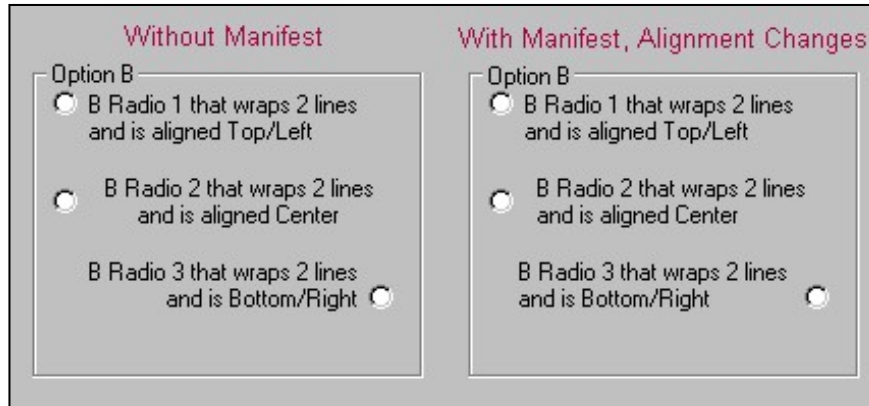 Without Manifest
Option B
B Radio 1 that wraps 2 lines
and is aligned Top/Left
B Radio 2 that wraps 2 lines
and is aligned Center
B Radio 3 that wraps 2 lines
and is Bottom/Right
With Manifest, Alignment Changes
Option B
B Radio 1 that wraps 2 lines
and is aligned Top/Left
B Radio 2 that wraps 2 lines
and is aligned Center
B Radio 3 that wraps 2 lines
and is Bottom/Right